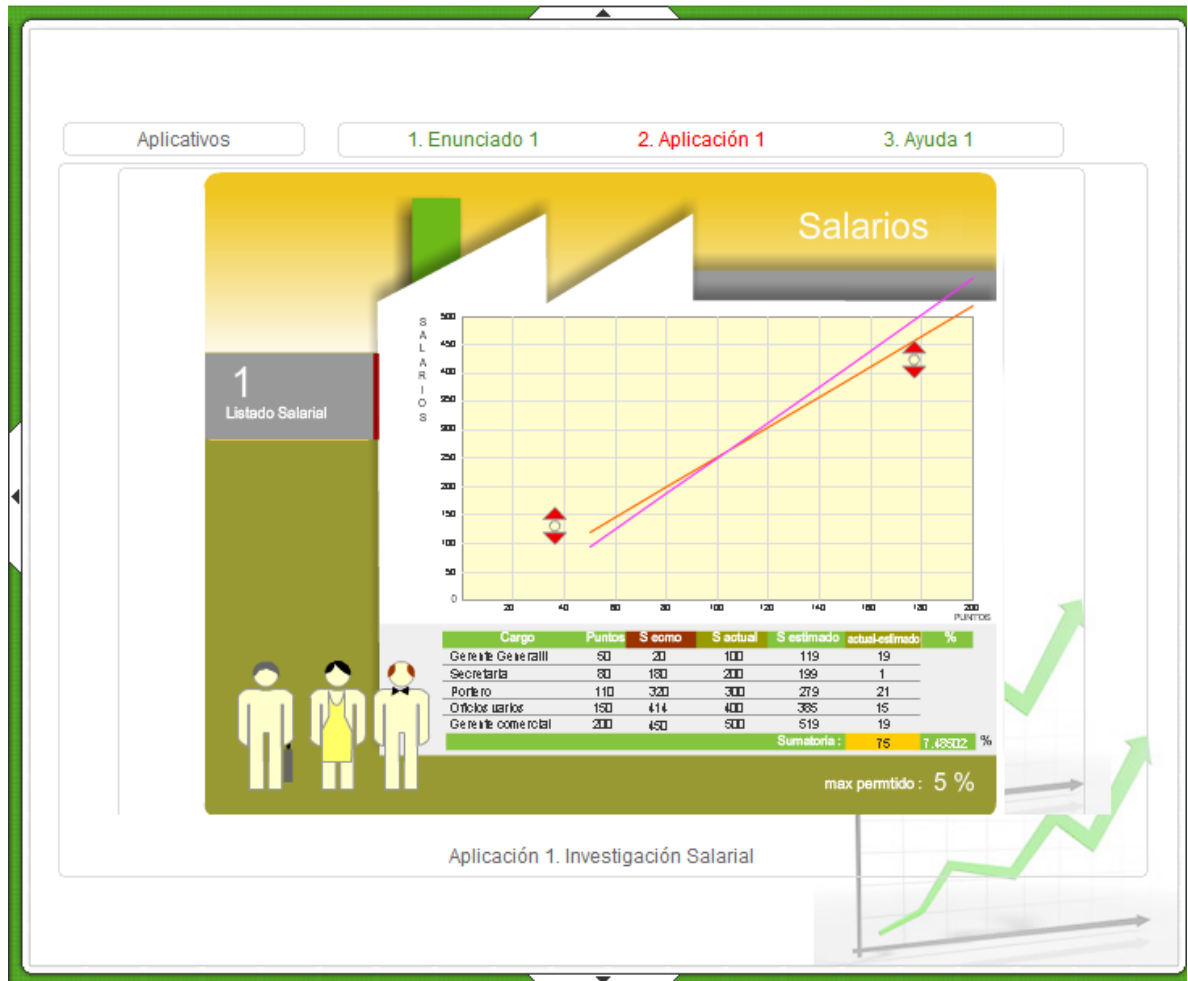 Aplicativos
1. Enunciado 1 2. Aplicación 1 3. Ayuda 1
Salarios
1
Listado Salarial
SALARIOS
500
450
400
350
300
250
200
150
100
50
0
20 40 60 80 100 120 140 160 180 200
PUNTOS
Cargo Puntos S como S actual S estimado actual-estimado %
Gerente Generalll 50 20 100 119 19
Secretaria 80 180 200 199 1
Portero 110 320 300 279 21
Oficios varios 150 414 400 385 15
Gerente comercial 200 450 500 519 19
Sumatoria : 75 7.48502 %
max permtido : 5 %
Aplicación 1. Investigación Salarial